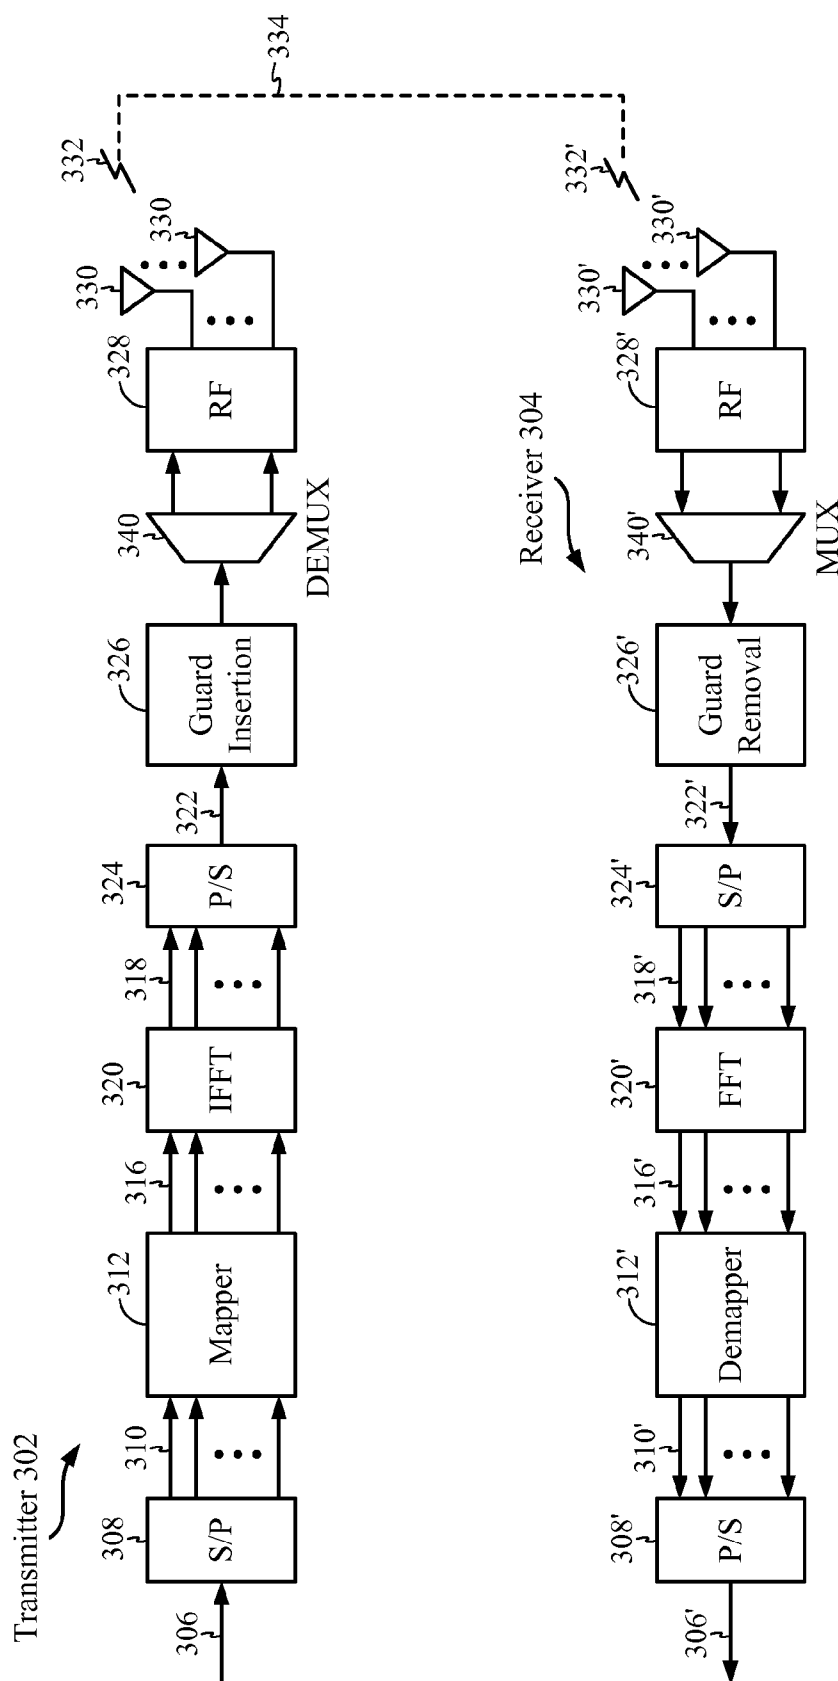 Transmitter 302
306
308
S/P
310
312
Mapper
316
320
IFFT
318
324
P/S
322
326
Guard
Insertion
340
DEMUX
328
RF
330
330
332
334
Receiver 304
306'
308'
P/S
310'
312'
Demapper
316'
320'
FFT
318'
324'
S/P
322'
326'
Guard
Removal
340'
MUX
328'
RF
330'
330'
332'